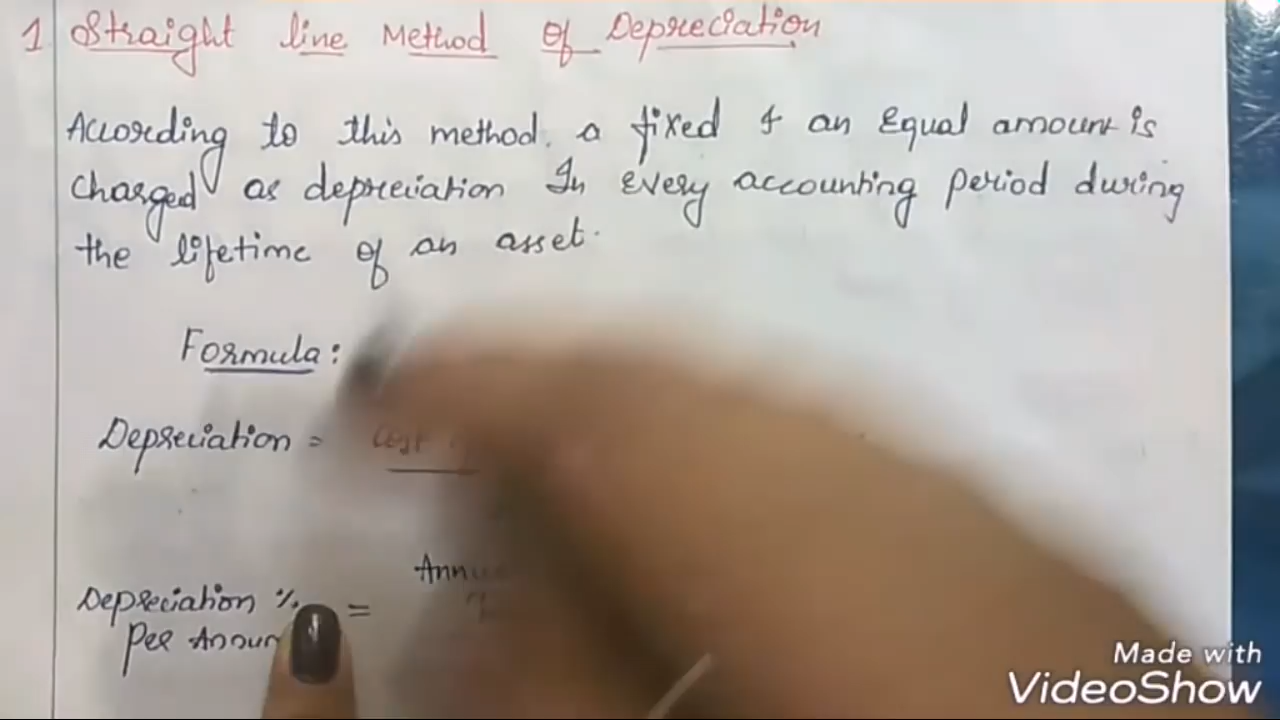 1 Straight line Method of Depreciation
According to this method, a fixed & an Equal amount is
charged as depreciation In every accounting period during
the lifetime of an asset.
Formula:
Depreciation = Cost
Depreciation %
=
Per
Made with
VideoShow